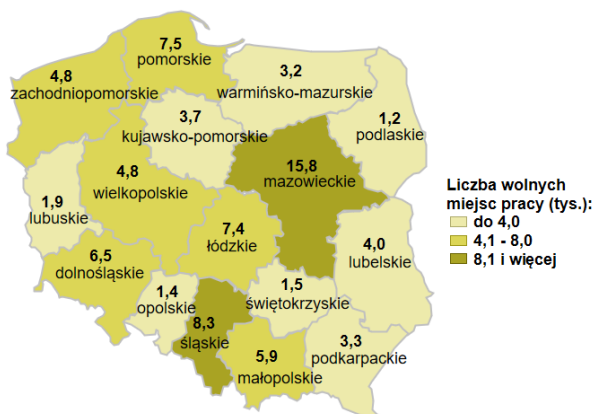 7,5
pomorskie
4,8
zachodniopomorskie
3,2
warmińsko-mazurskie
3,7
kujawsko-pomorskie
1,2
podlaskie
15,8
mazowieckie
4,8
wielkopolskie
1,9
lubuskie
Liczba wolnych
miejsc pracy (tys.):
do 4,0
4,1 - 8,0
8,1 i więcej
7,4
łódzkie
4,0
lubelskie
6,5
dolnośląskie
1,4
opolskie
1,5
świętokrzyskie
8,3
śląskie
3,3
podkarpackie
5,9
małopolskie